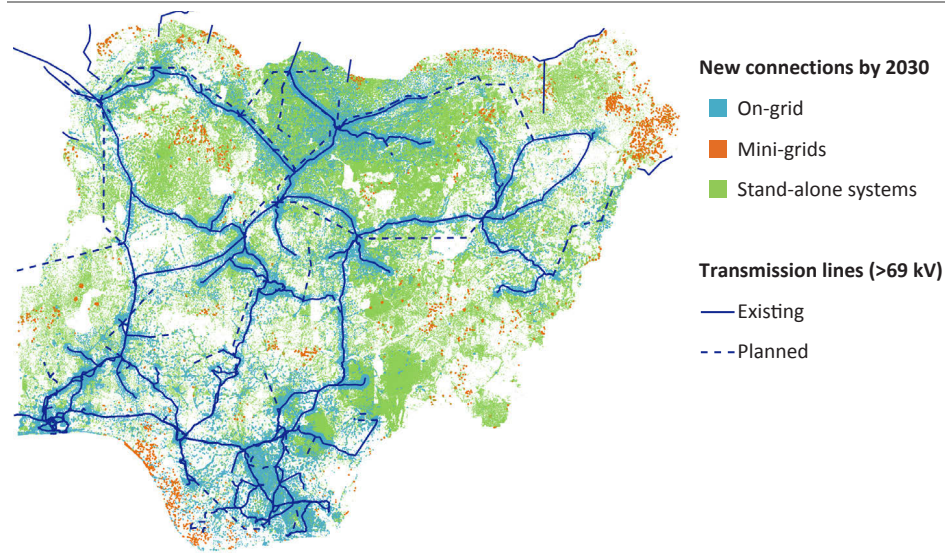 New connections by 2030
On-grid
Mini-grids
Stand-alone systems
Transmission lines (>69 kV)
Existing
Planned